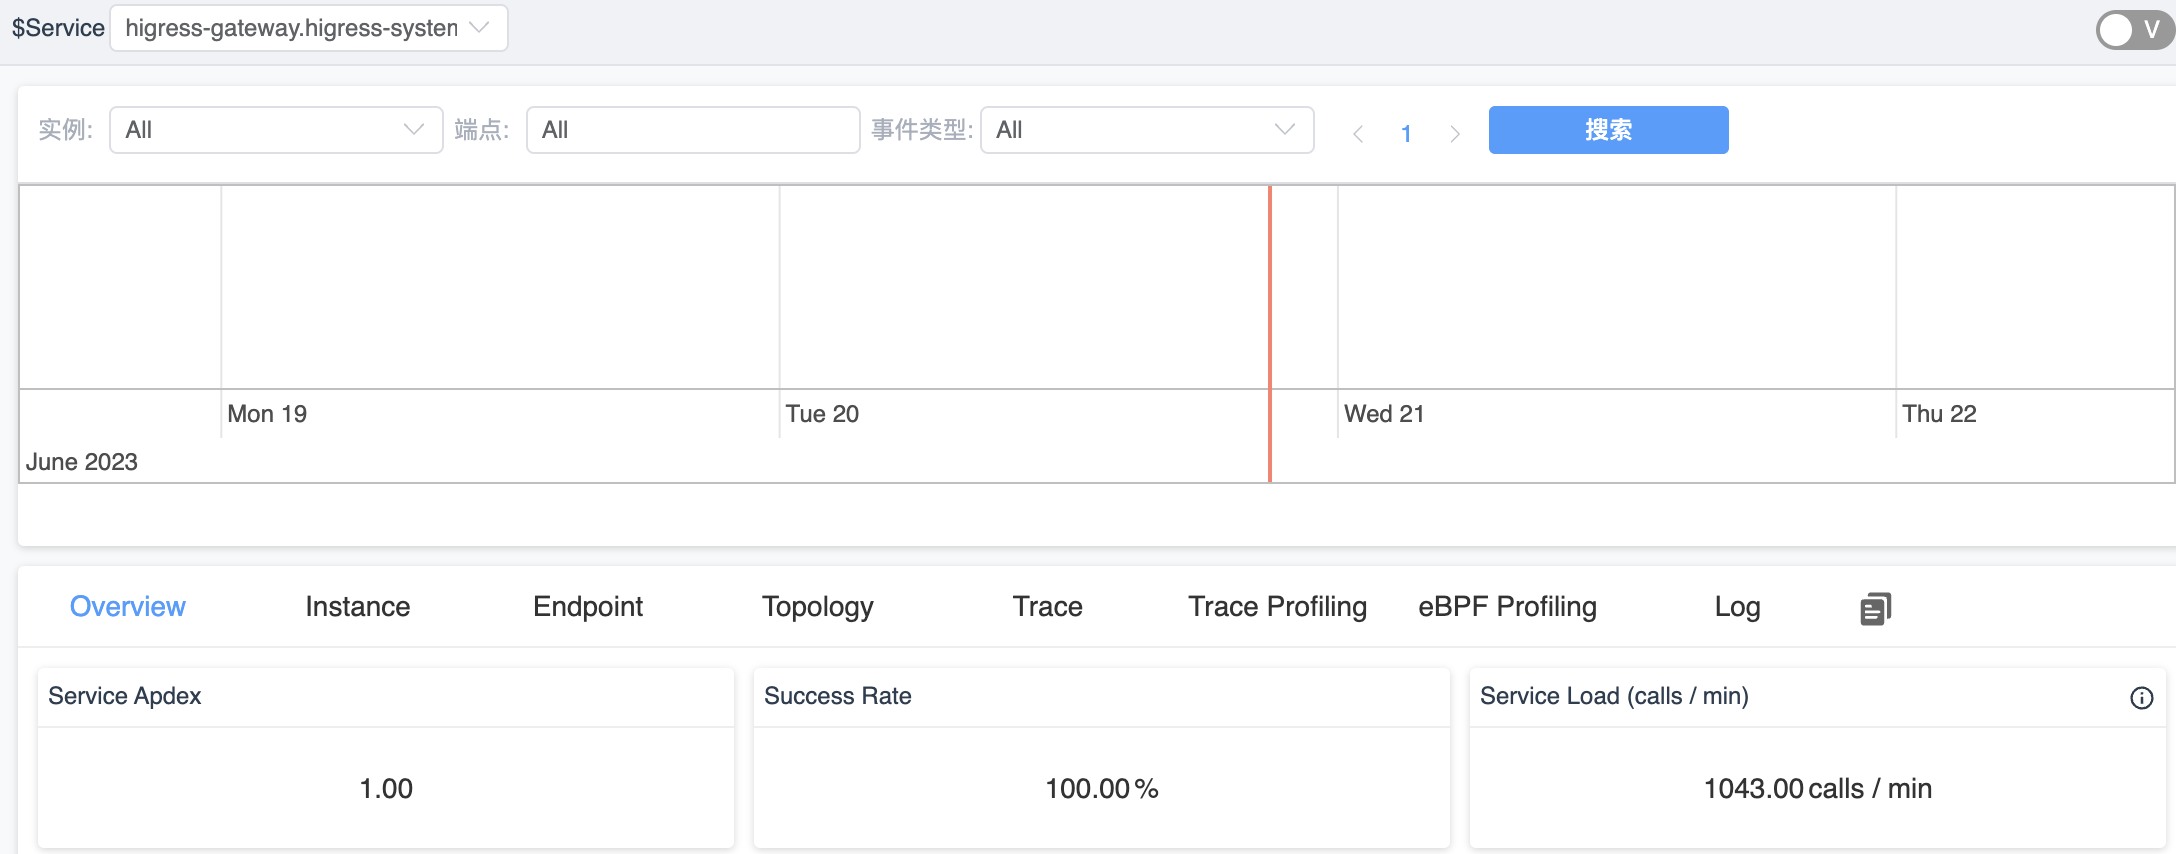 $Service higress-gateway.higress-system V
实例: All 端点: All 事件类型: All 1 搜索
Mon 19 Tue 20 Wed 21 Thu 22
June 2023
Overview Instance Endpoint Topology Trace Trace Profiling eBPF Profiling Log
Service Apdex Success Rate Service Load (calls / min)
1.00 100.00% 1043.00 calls / min